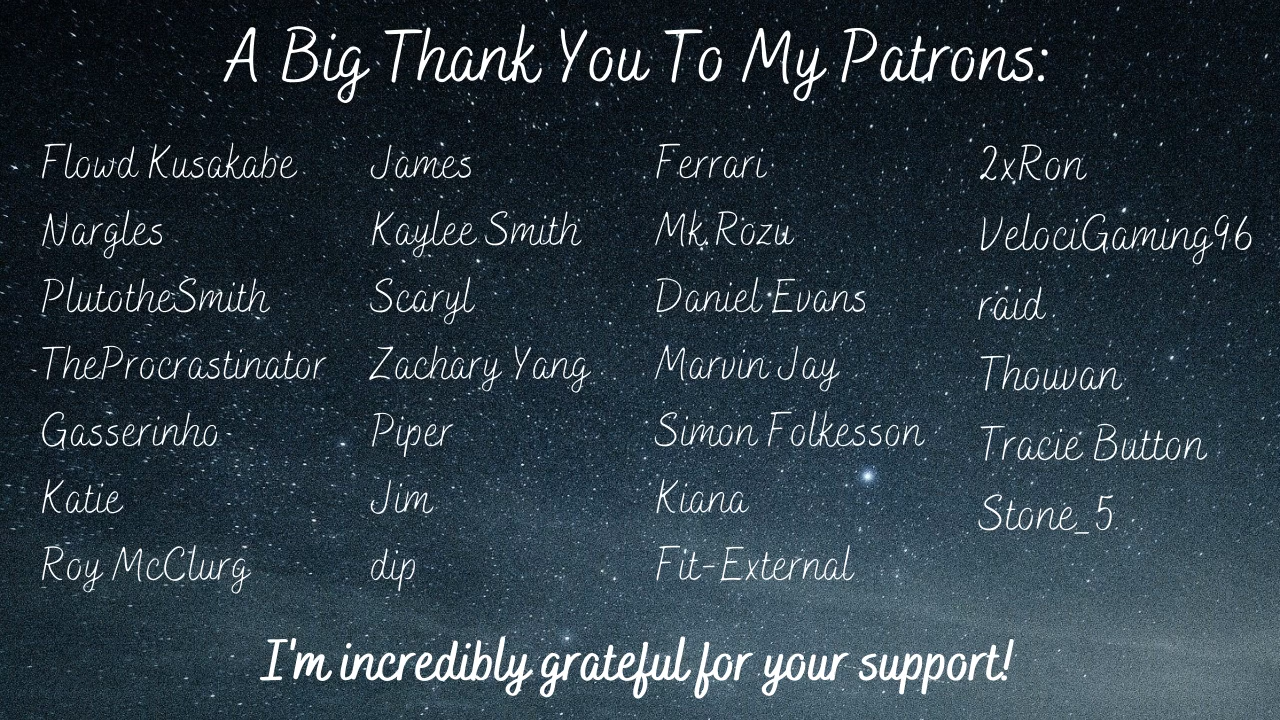 A Big Thank You To My Patrons:
Flowd Kusakabe
Nargles
PlutotheSmith
TheProcrastinator
Gasserinho
Katie
Roy McClurg
James
Kaylee Smith
Scaryl
Zachary Yang
Piper
Jim
dip
Ferrari
Mk.Rozu
Daniel Evans
Marvin Jay
Simon Folkesson
Kiana
Fit-External
2xRon
VelociGaming96
raid
Thouvan
Tracie Button
Stone_5
I'm incredibly grateful for your support!